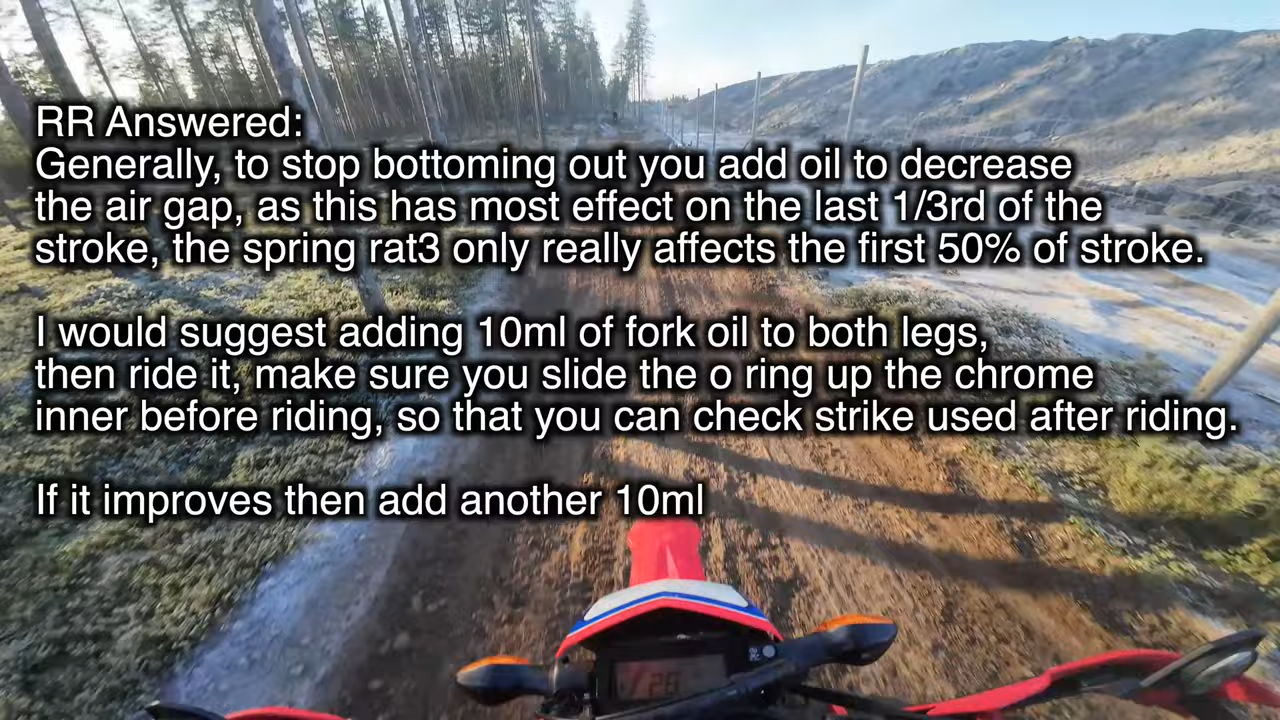 RR Answered:
Generally, to stop bottoming out you add oil to decrease
the air gap, as this has most effect on the last 1/3rd of the
stroke, the spring rat3 only really affects the first 50% of stroke.
I would suggest adding 10ml of fork oil to both legs,
then ride it, make sure you slide the o ring up the chrome
inner before riding, so that you can check strike used after riding.
If it improves then add another 10ml